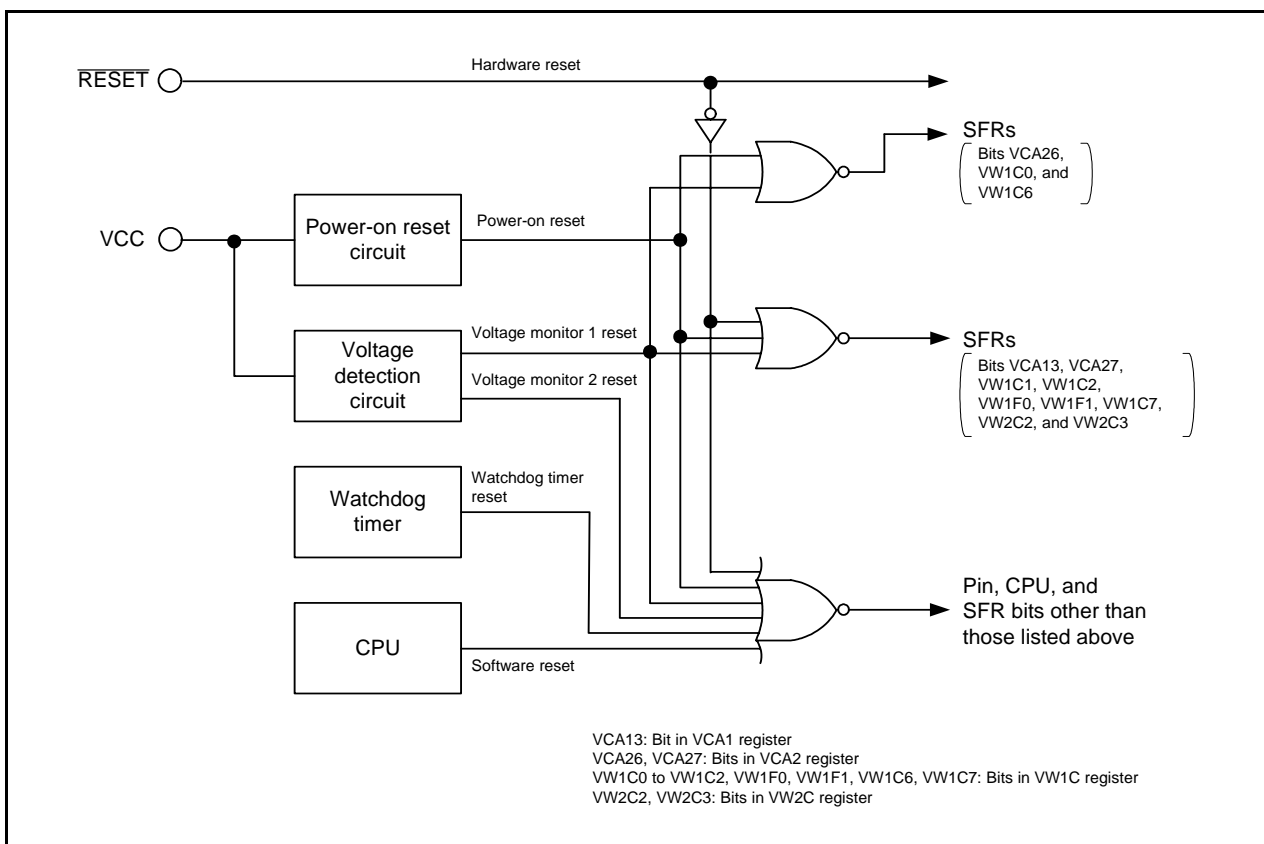 Hardware reset
RESET
SFRs
Bits VCA26,
VW1C0, and
VW1C6
Power-on reset
circuit
Power-on reset
VCC
Voltage
detection
circuit
Voltage monitor 1 reset
Voltage monitor 2 reset
SFRs
Bits VCA13, VCA27,
VW1C1, VW1C2,
VW1F0, VW1F1, VW1C7,
VW2C2, and VW2C3
Watchdog
timer
Watchdog timer
reset
CPU
Software reset
Pin, CPU, and
SFR bits other than
those listed above
VCA13: Bit in VCA1 register
VCA26, VCA27: Bits in VCA2 register
VW1C0 to VW1C2, VW1F0, VW1F1, VW1C6, VW1C7: Bits in VW1C register
VW2C2, VW2C3: Bits in VW2C register